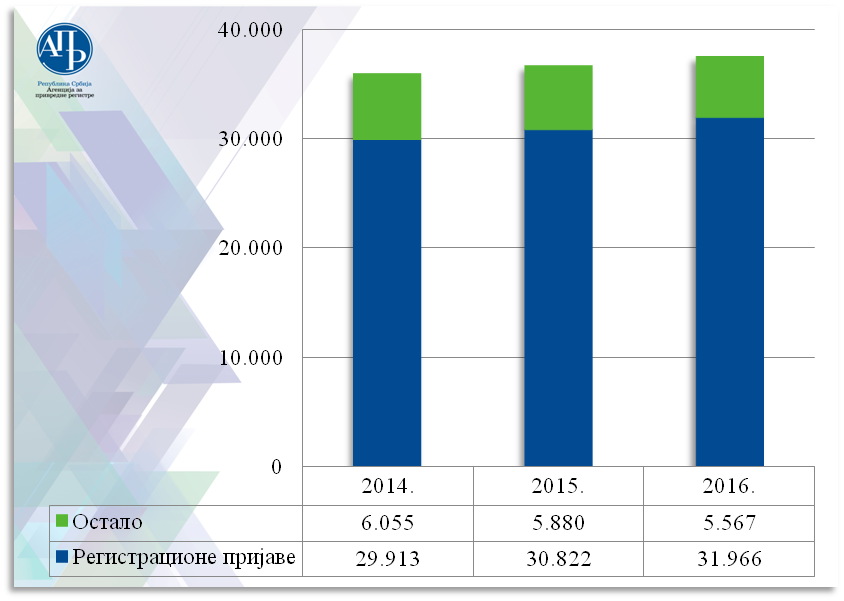 АПР
Република Србија
Агенција за
привредне регистре
40.000
30.000
20.000
10.000
0
2014. 2015. 2016.
Остало 6.055 5.880 5.567
Регистрационе пријаве 29.913 30.822 31.966